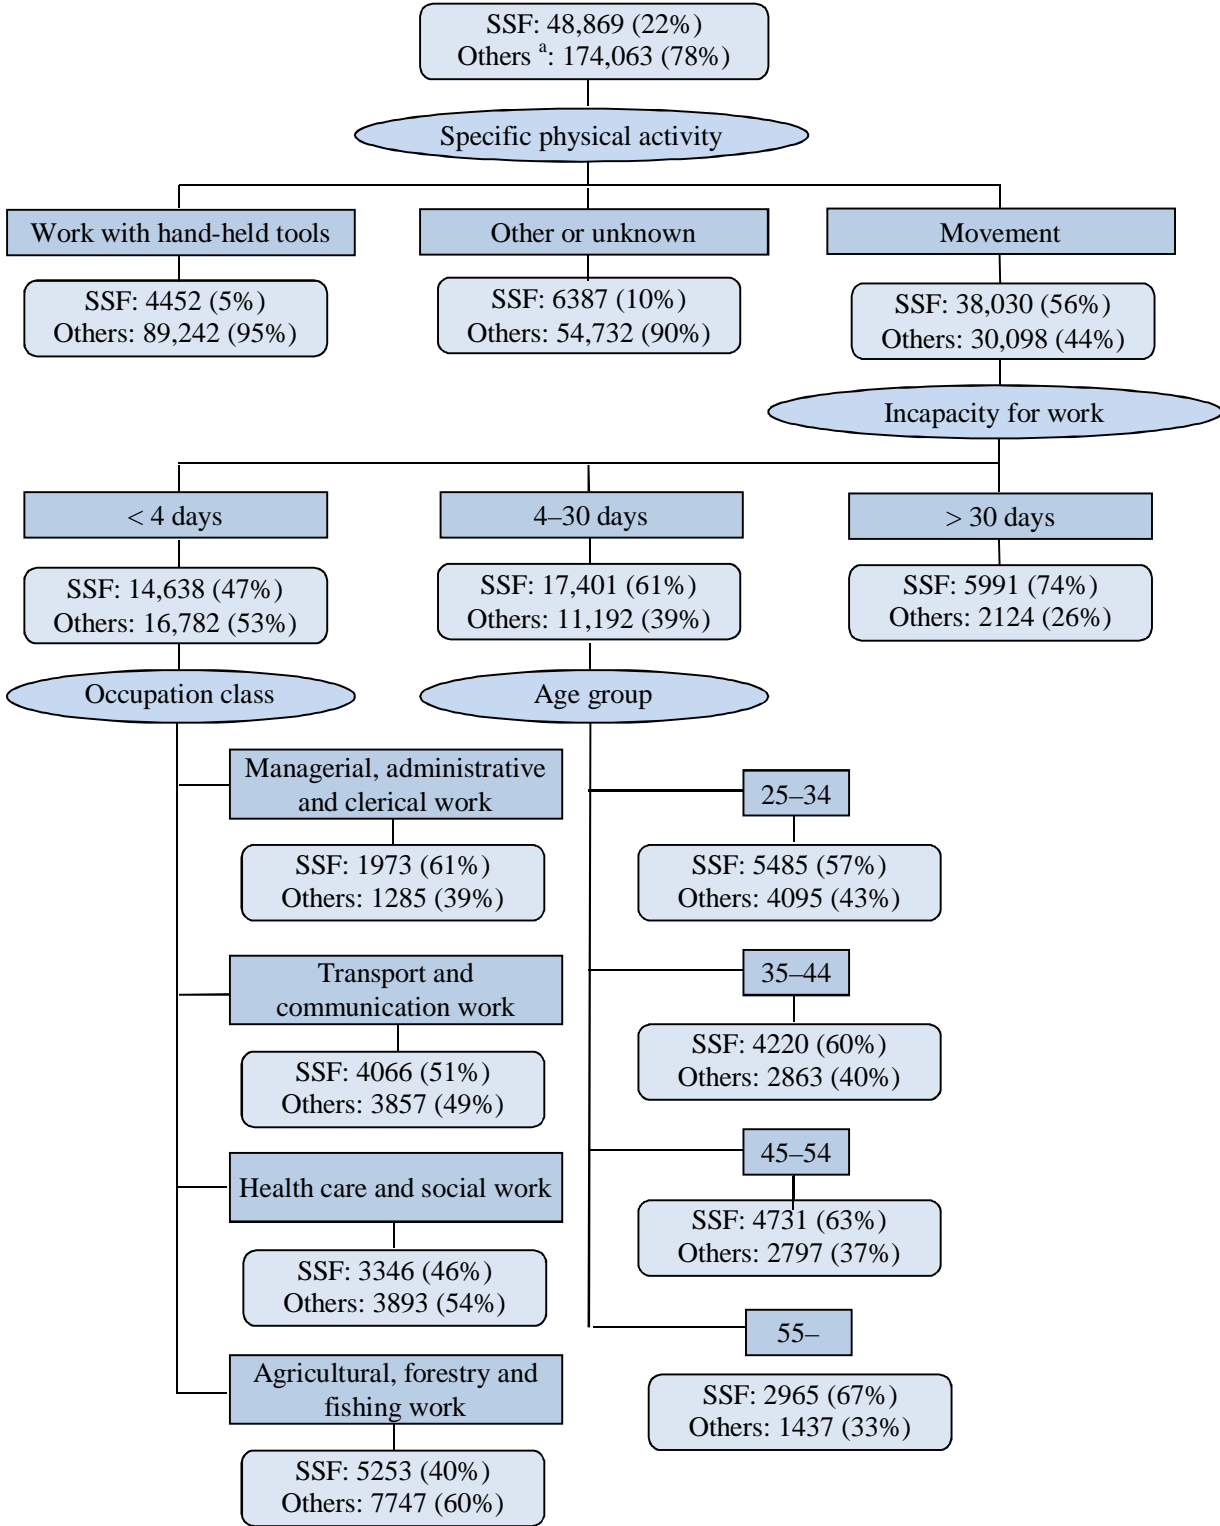 SSF: 48,869 (22%)
Others a: 174,063 (78%)
Specific physical activity
Work with hand-held tools
SSF: 4452 (5%)
Others: 89,242 (95%)
Other or unknown
SSF: 6387 (10%)
Others: 54,732 (90%)
Movement
SSF: 38,030 (56%)
Others: 30,098 (44%)
Incapacity for work
< 4 days
SSF: 14,638 (47%)
Others: 16,782 (53%)
4–30 days
SSF: 17,401 (61%)
Others: 11,192 (39%)
> 30 days
SSF: 5991 (74%)
Others: 2124 (26%)
Occupation class
Managerial, administrative
and clerical work
SSF: 1973 (61%)
Others: 1285 (39%)
Transport and
communication work
SSF: 4066 (51%)
Others: 3857 (49%)
Health care and social work
SSF: 3346 (46%)
Others: 3893 (54%)
Agricultural, forestry and
fishing work
SSF: 5253 (40%)
Others: 7747 (60%)
Age group
25–34
SSF: 5485 (57%)
Others: 4095 (43%)
35–44
SSF: 4220 (60%)
Others: 2863 (40%)
45–54
SSF: 4731 (63%)
Others: 2797 (37%)
55–
SSF: 2965 (67%)
Others: 1437 (33%)